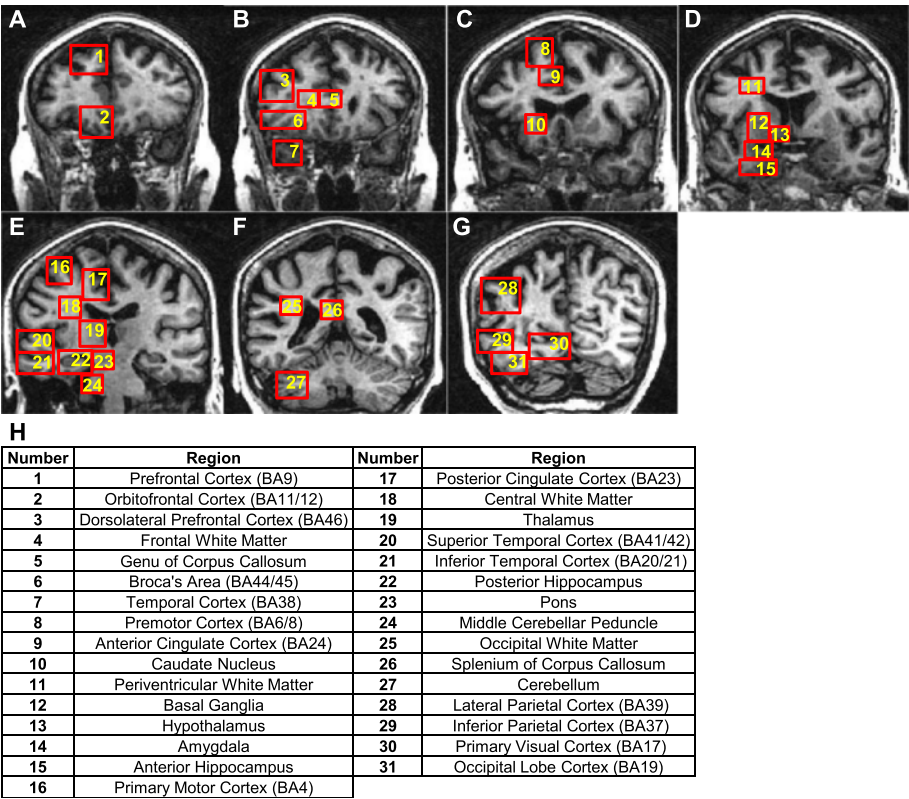 A
1
2
B
3
4
5
6
7
C
8
9
10
D
11
12
13
14
15
E
16
17
18
19
20
21
22
23
24
F
25
26
27
G
28
29
30
31
H
Number Region Number Region
1 Prefrontal Cortex (BA9) 17 Posterior Cingulate Cortex (BA23)
2 Orbitofrontal Cortex (BA11/12) 18 Central White Matter
3 Dorsolateral Prefrontal Cortex (BA46) 19 Thalamus
4 Frontal White Matter 20 Superior Temporal Cortex (BA41/42)
5 Genu of Corpus Callosum 21 Inferior Temporal Cortex (BA20/21)
6 Broca's Area (BA44/45) 22 Posterior Hippocampus
7 Temporal Cortex (BA38) 23 Pons
8 Premotor Cortex (BA6/8) 24 Middle Cerebellar Peduncle
9 Anterior Cingulate Cortex (BA24) 25 Occipital White Matter
10 Caudate Nucleus 26 Splenium of Corpus Callosum
11 Periventricular White Matter 27 Cerebellum
12 Basal Ganglia 28 Lateral Parietal Cortex (BA39)
13 Hypothalamus 29 Inferior Parietal Cortex (BA37)
14 Amygdala 30 Primary Visual Cortex (BA17)
15 Anterior Hippocampus 31 Occipital Lobe Cortex (BA19)
16 Primary Motor Cortex (BA4)